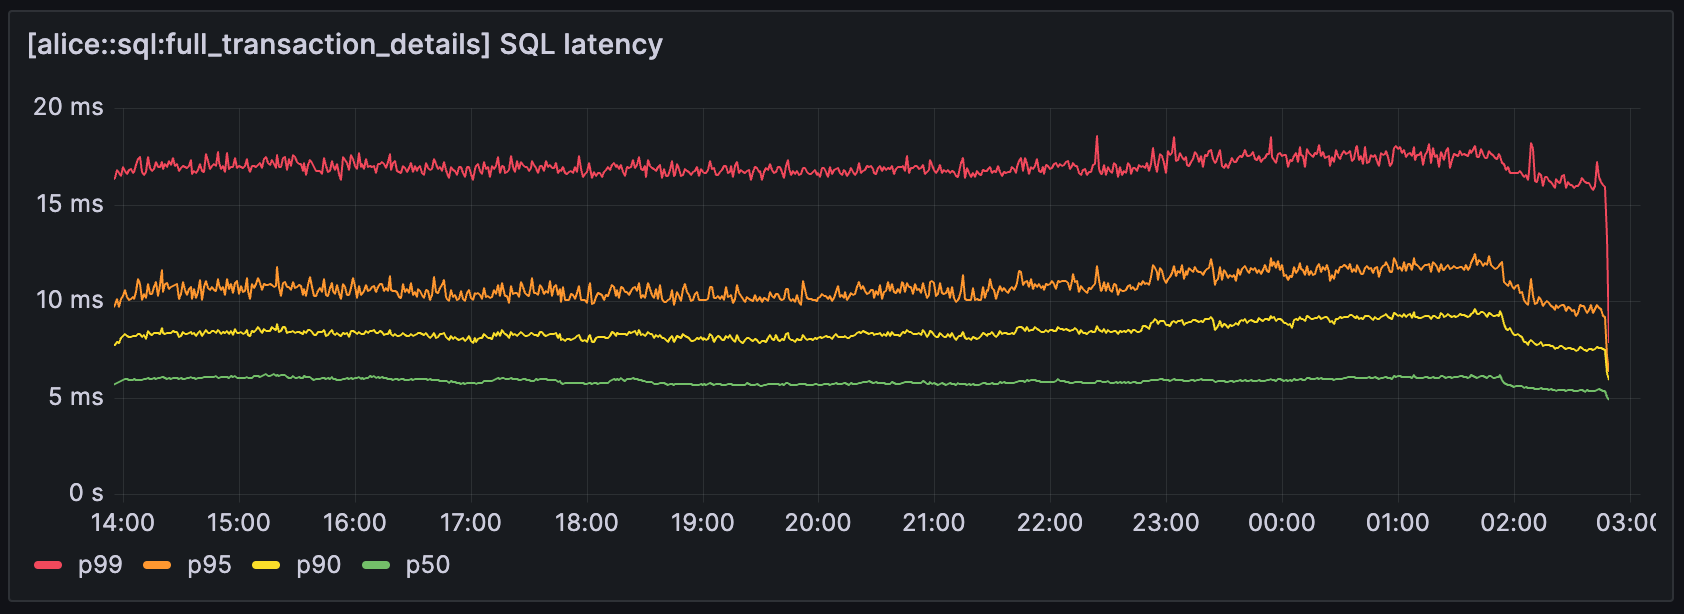 [alice::sql:full_transaction_details] SQL latency
20 ms
15 ms
10 ms
5 ms
0 s
14:00 15:00 16:00 17:00 18:00 19:00 20:00 21:00 22:00 23:00 00:00 01:00 02:00 03:0
p99 p95 p90 p50